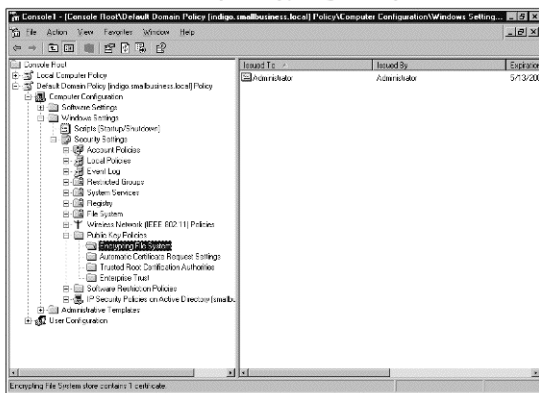 Console1 - [Console Root\Default Domain Policy [indigo.smallbusiness.local] Policy\Computer Configuration\Windows Setting...
File Action View Favorites Window Help
Console Root
Local Computer Policy
Default Domain Policy [indigo.smallbusiness.local] Policy
Computer Configuration
Software Settings
Windows Settings
Scripts (Startup/Shutdown)
Security Settings
Account Policies
Local Policies
Event Log
Restricted Groups
System Services
Registry
File System
Wireless Network (IEEE 802.11) Policies
Public Key Policies
Encrypting File System
Automatic Certificate Request Settings
Trusted Root Certification Authorities
Enterprise Trust
Software Restriction Policies
IP Security Policies on Active Directory (smallbu
Administrative Templates
User Configuration
Issued To Issued By Expiration
Administrator Administrator 5/13/200
Encrypting File System store contains 1 certificate.